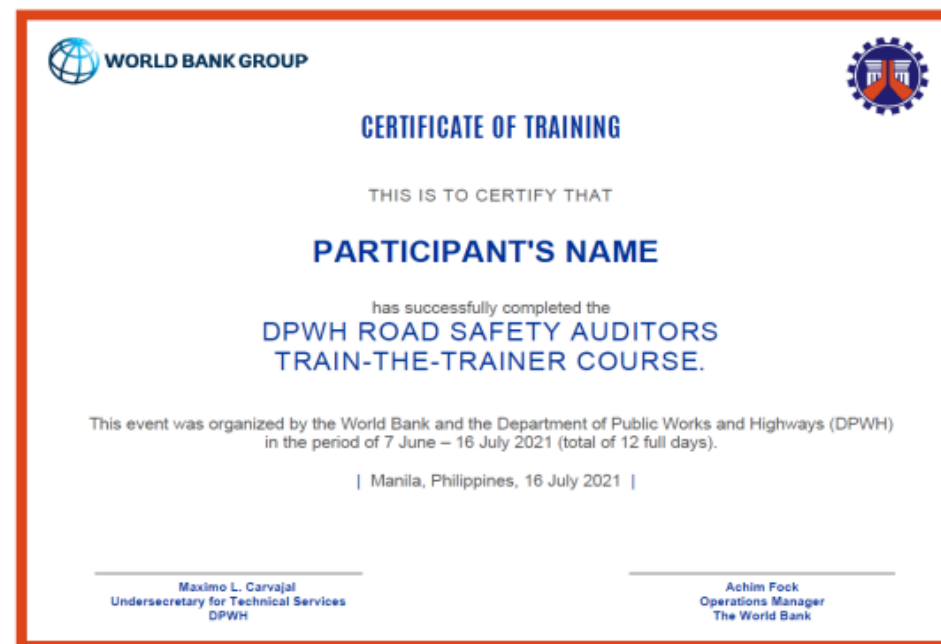 WORLD BANK GROUP
CERTIFICATE OF TRAINING
THIS IS TO CERTIFY THAT
PARTICIPANT'S NAME
has successfully completed the
DPWH ROAD SAFETY AUDITORS
TRAIN-THE-TRAINER COURSE.
This event was organized by the World Bank and the Department of Public Works and Highways (DPWH)
in the period of 7 June – 16 July 2021 (total of 12 full days).
| Manila, Philippines, 16 July 2021 |
Maximo L. Carvajal
Undersecretary for Technical Services
DPWH
Achim Fock
Operations Manager
The World Bank